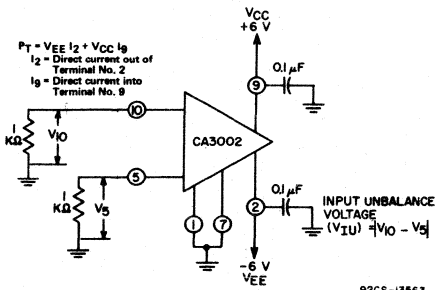 VCC
+6 V
PT = VEE I2 + VCC I9
I2 = Direct current out of
Terminal No. 2
I9 = Direct current into
Terminal No. 9
9
0.1 µF
10
1
KΩ
V10
CA3002
1
KΩ
V5
5
1
7
2
0.1 µF
INPUT UNBALANCE
VOLTAGE
(VIU) = |V10 – V5|
–6 V
VEE
92CS-13563